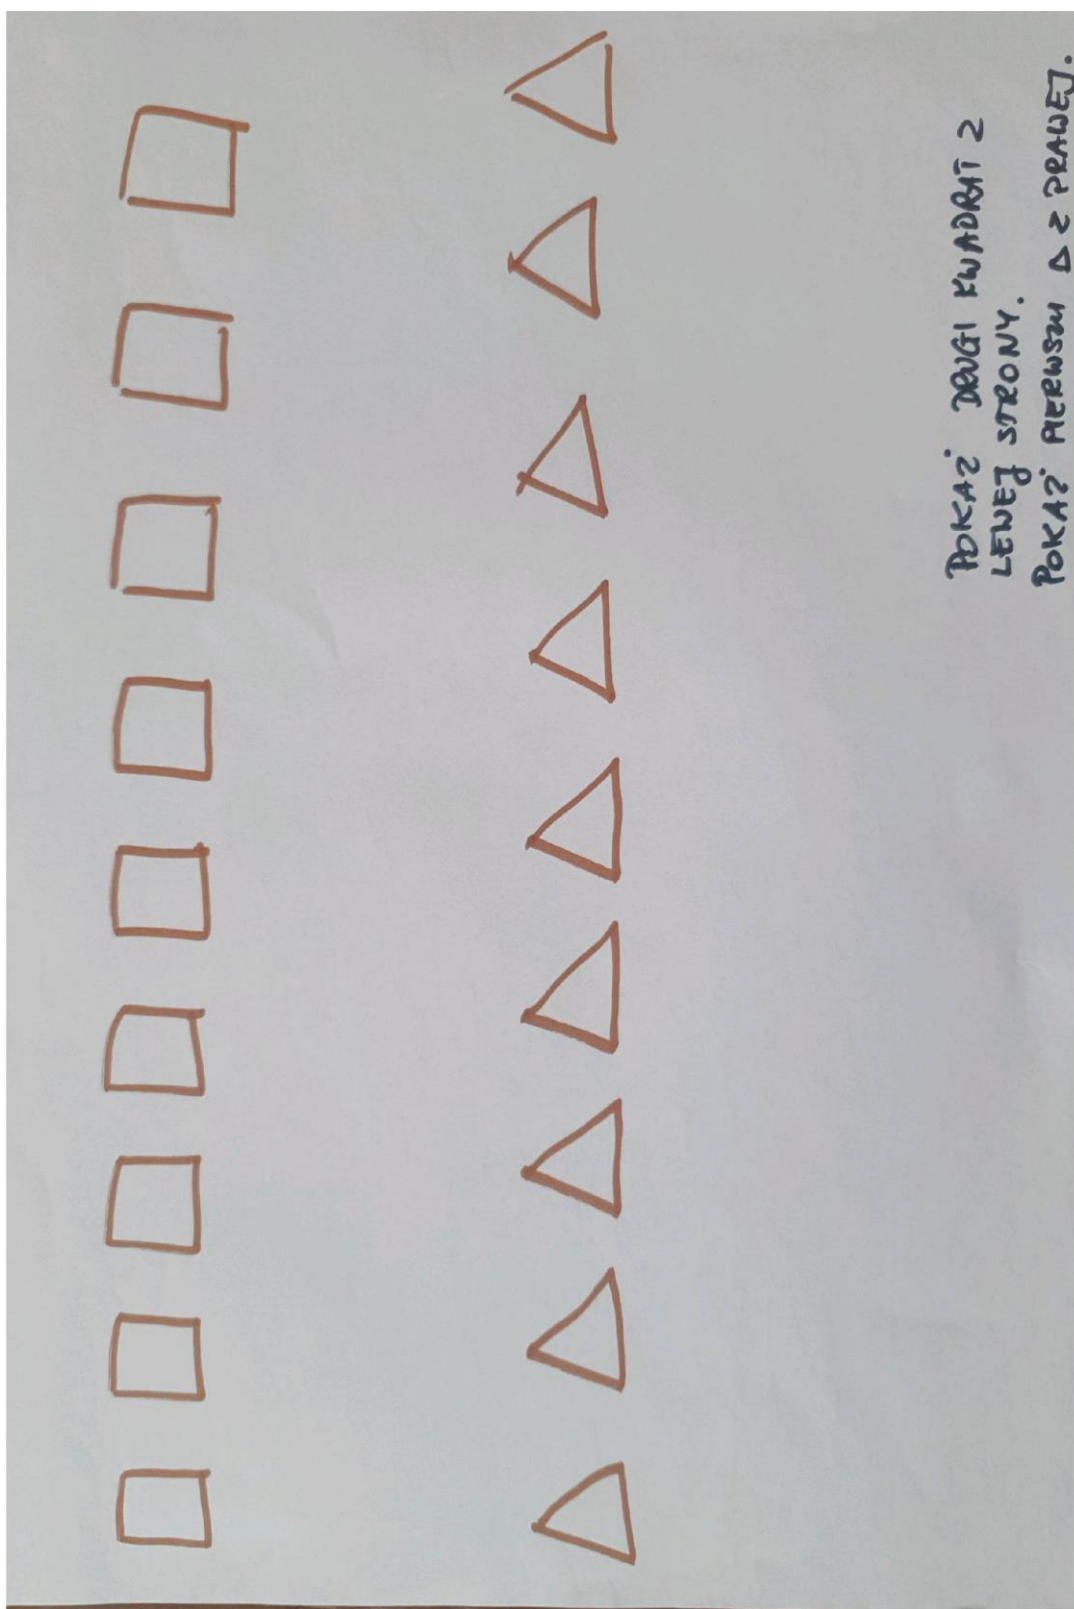 POKAŻ DRUGI KWADRAT Z
LEWEJ STRONY.
POKAŻ PIERWSZY Δ Z PRAWEJ.